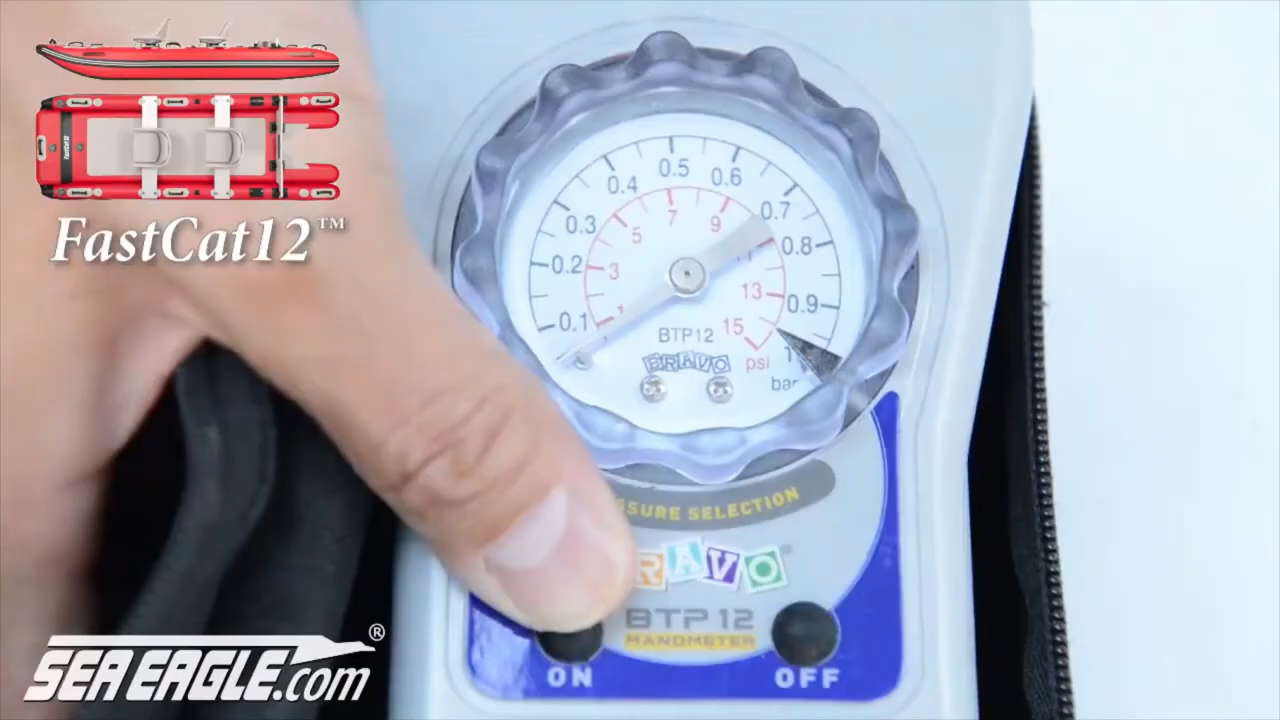 FastCat12™
0.5
0.4
0.6
0.3
0.7
0.2
0.8
0.1
0.9
7
5
9
3
13
1
15
BTP12
BRAVO
psi
bar
SSURE SELECTION
RAVO
BTP 12
MANOMETER
ON
OFF
SEA EAGLE.com®